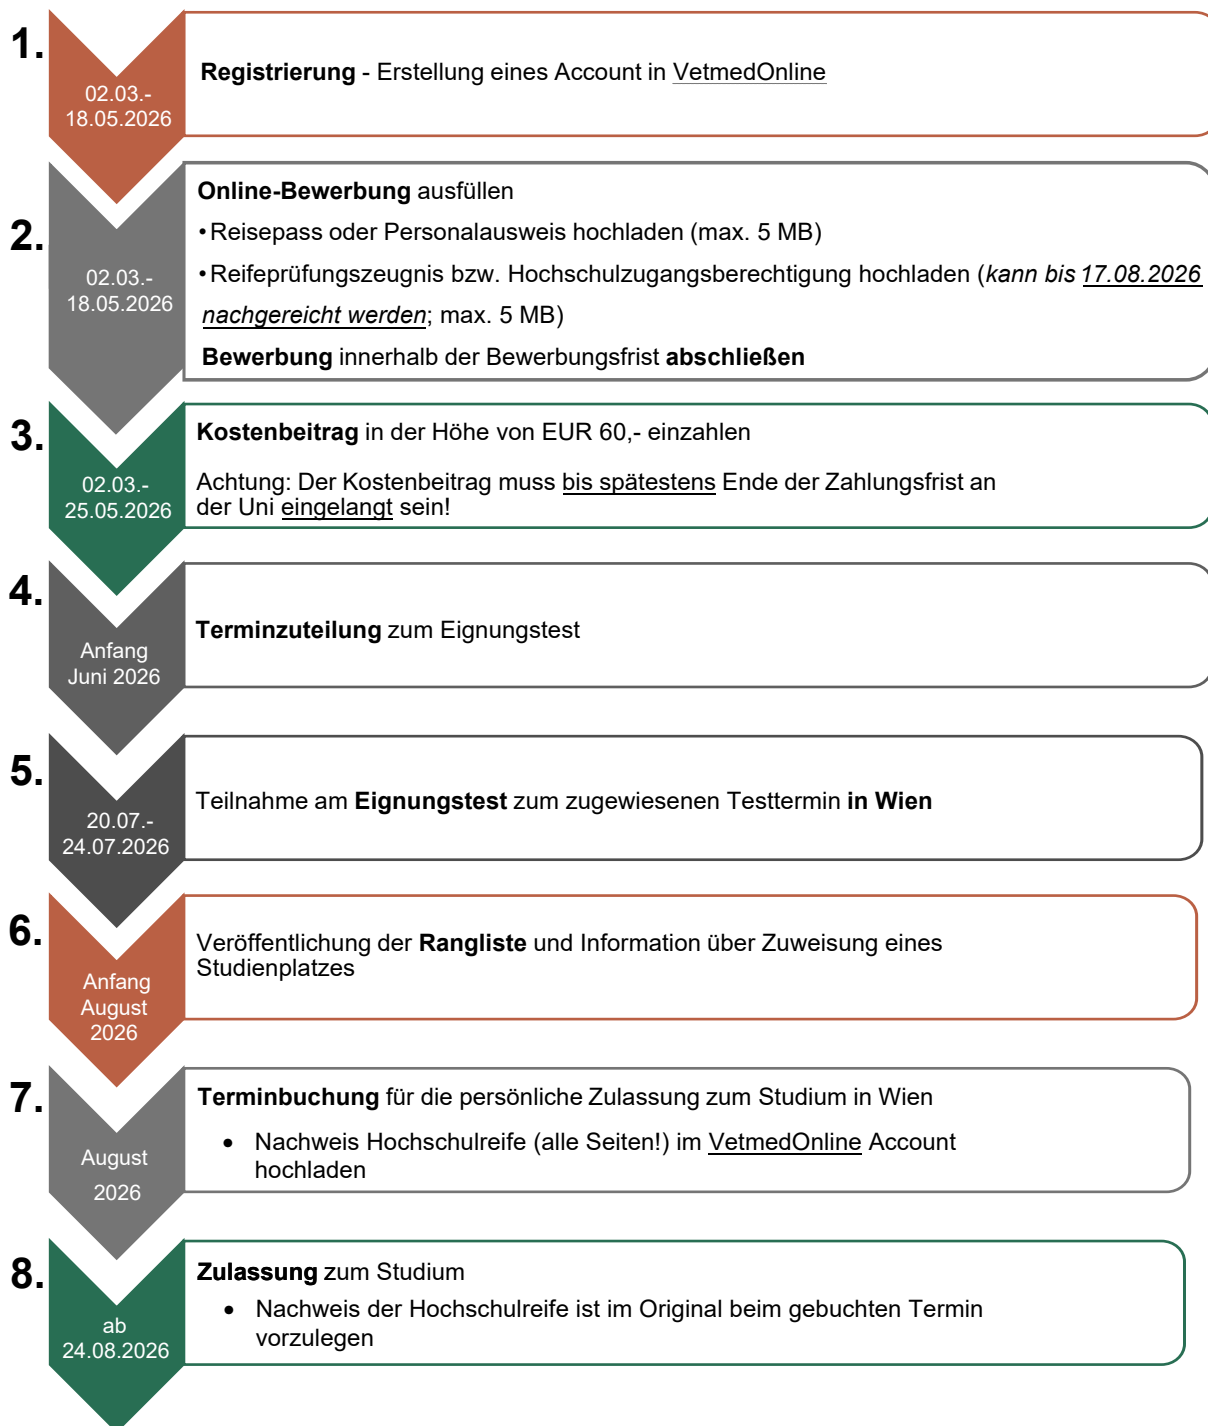 1.
02.03.-
18.05.2026
Registrierung - Erstellung eines Account in VetmedOnline
2.
02.03.-
18.05.2026
Online-Bewerbung ausfüllen
•Reisepass oder Personalausweis hochladen (max. 5 MB)
•Reifeprüfungszeugnis bzw. Hochschulzugangsberechtigung hochladen (kann bis 17.08.2026
nachgereicht werden; max. 5 MB)
Bewerbung innerhalb der Bewerbungsfrist abschließen
3.
02.03.-
25.05.2026
Kostenbeitrag in der Höhe von EUR 60,- einzahlen
Achtung: Der Kostenbeitrag muss bis spätestens Ende der Zahlungsfrist an
der Uni eingelangt sein!
4.
Anfang
Juni 2026
Terminzuteilung zum Eignungstest
5.
20.07.-
24.07.2026
Teilnahme am Eignungstest zum zugewiesenen Testtermin in Wien
6.
Anfang
August
2026
Veröffentlichung der Rangliste und Information über Zuweisung eines
Studienplatzes
7.
August
2026
Terminbuchung für die persönliche Zulassung zum Studium in Wien
• Nachweis Hochschulreife (alle Seiten!) im VetmedOnline Account
hochladen
8.
ab
24.08.2026
Zulassung zum Studium
• Nachweis der Hochschulreife ist im Original beim gebuchten Termin
vorzulegen